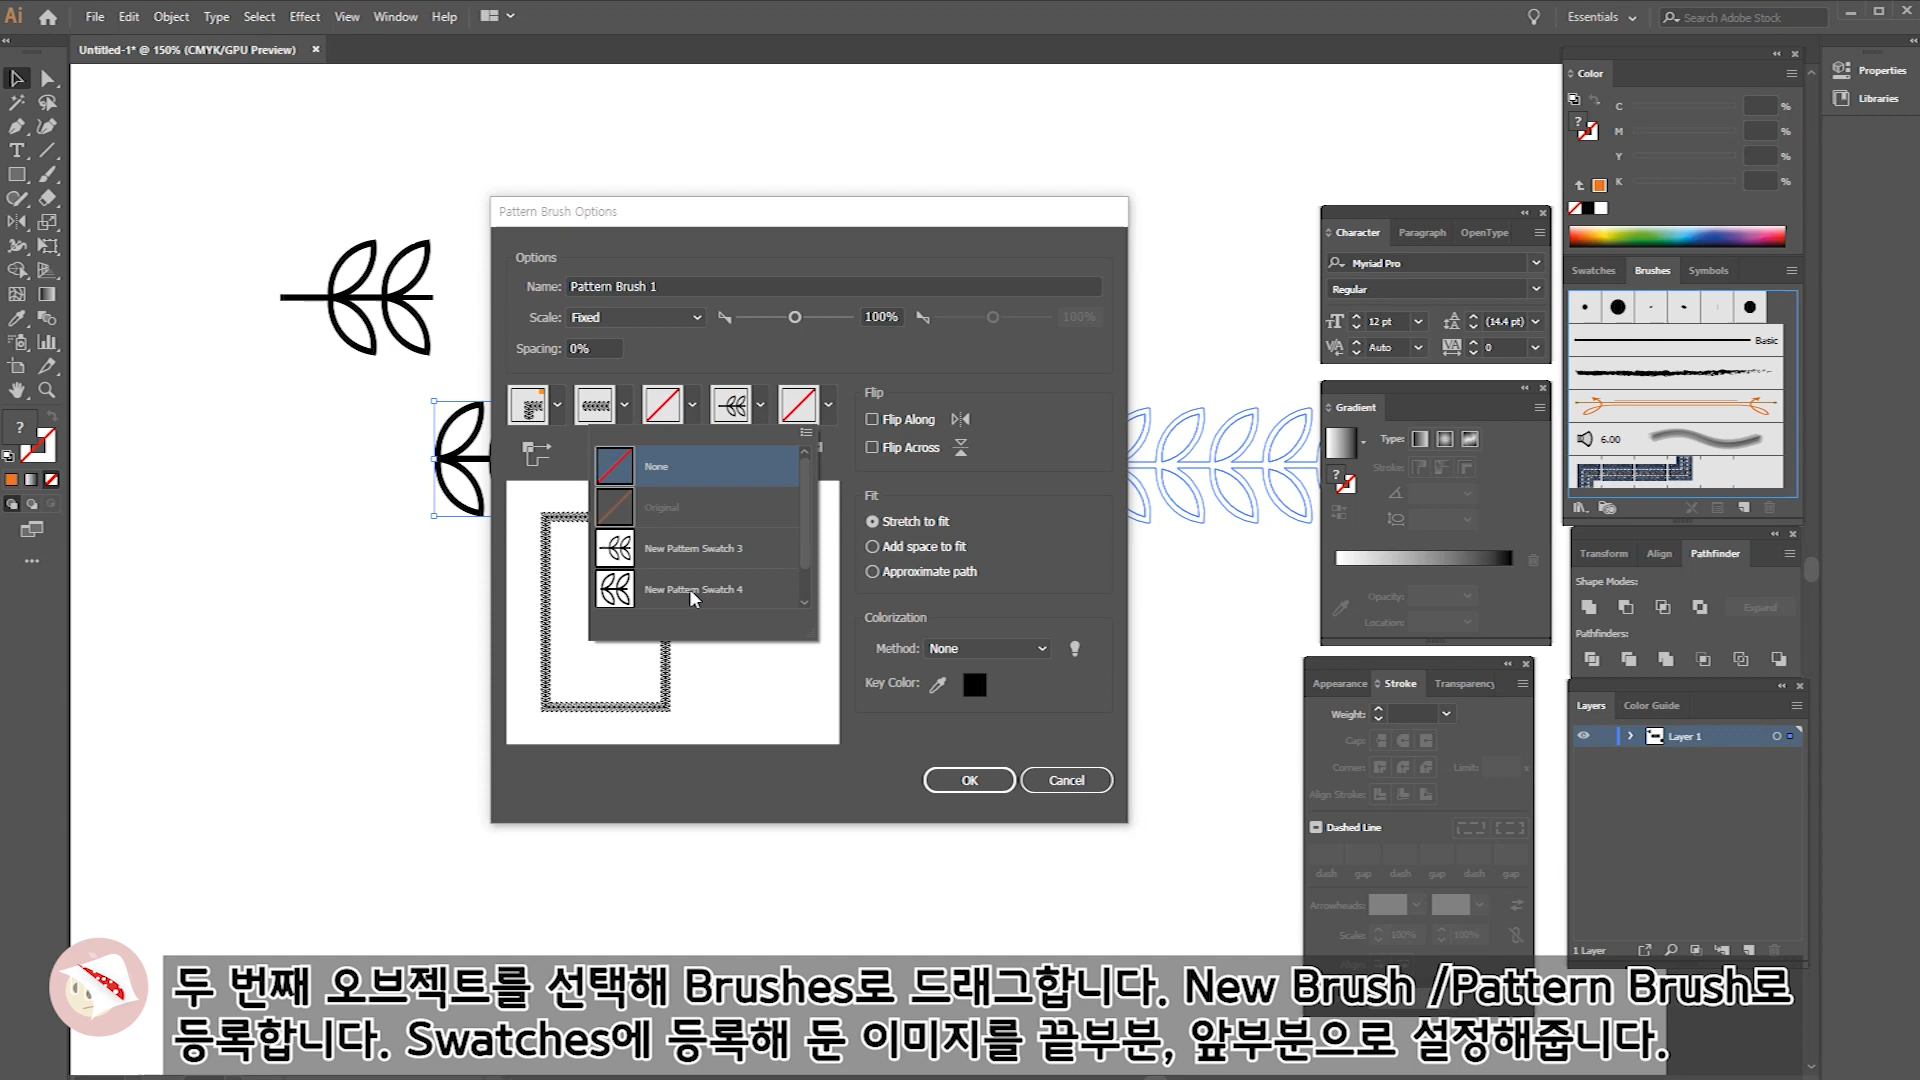 Ai File Edit Object Type Select Effect View Window Help Essentials Search Adobe Stock
Untitled-1* @ 150% (CMYK/GPU Preview)
Properties
Libraries
Color
C %
M %
Y %
K %
Swatches Brushes Symbols
Basic
6.00
Character Paragraph OpenType
Myriad Pro
Regular
12 pt (14.4 pt)
Auto 0
Gradient
Type:
Stroke:
Opacity:
Location:
Transform Align Pathfinder
Shape Modes:
Expand
Pathfinders:
Appearance Stroke Transparency
Weight:
Cap:
Corner: Limit:
Align Stroke:
Dashed Line
dash gap dash gap dash gap
Arrowheads:
Scale: 100% 100%
Align:
Layers Color Guide
Layer 1
1 Layer
Pattern Brush Options
Options
Name: Pattern Brush 1
Scale: Fixed 100% 100%
Spacing: 0%
None
Original
New Pattern Swatch 3
New Pattern Swatch 4
Flip
Flip Along
Flip Across
Fit
Stretch to fit
Add space to fit
Approximate path
Colorization
Method: None
Key Color:
OK Cancel
두 번째 오브젝트를 선택해 Brushes로 드래그합니다. New Brush /Pattern Brush로
등록합니다. Swatches에 등록해 둔 이미지를 끝부분, 앞부분으로 설정해줍니다.